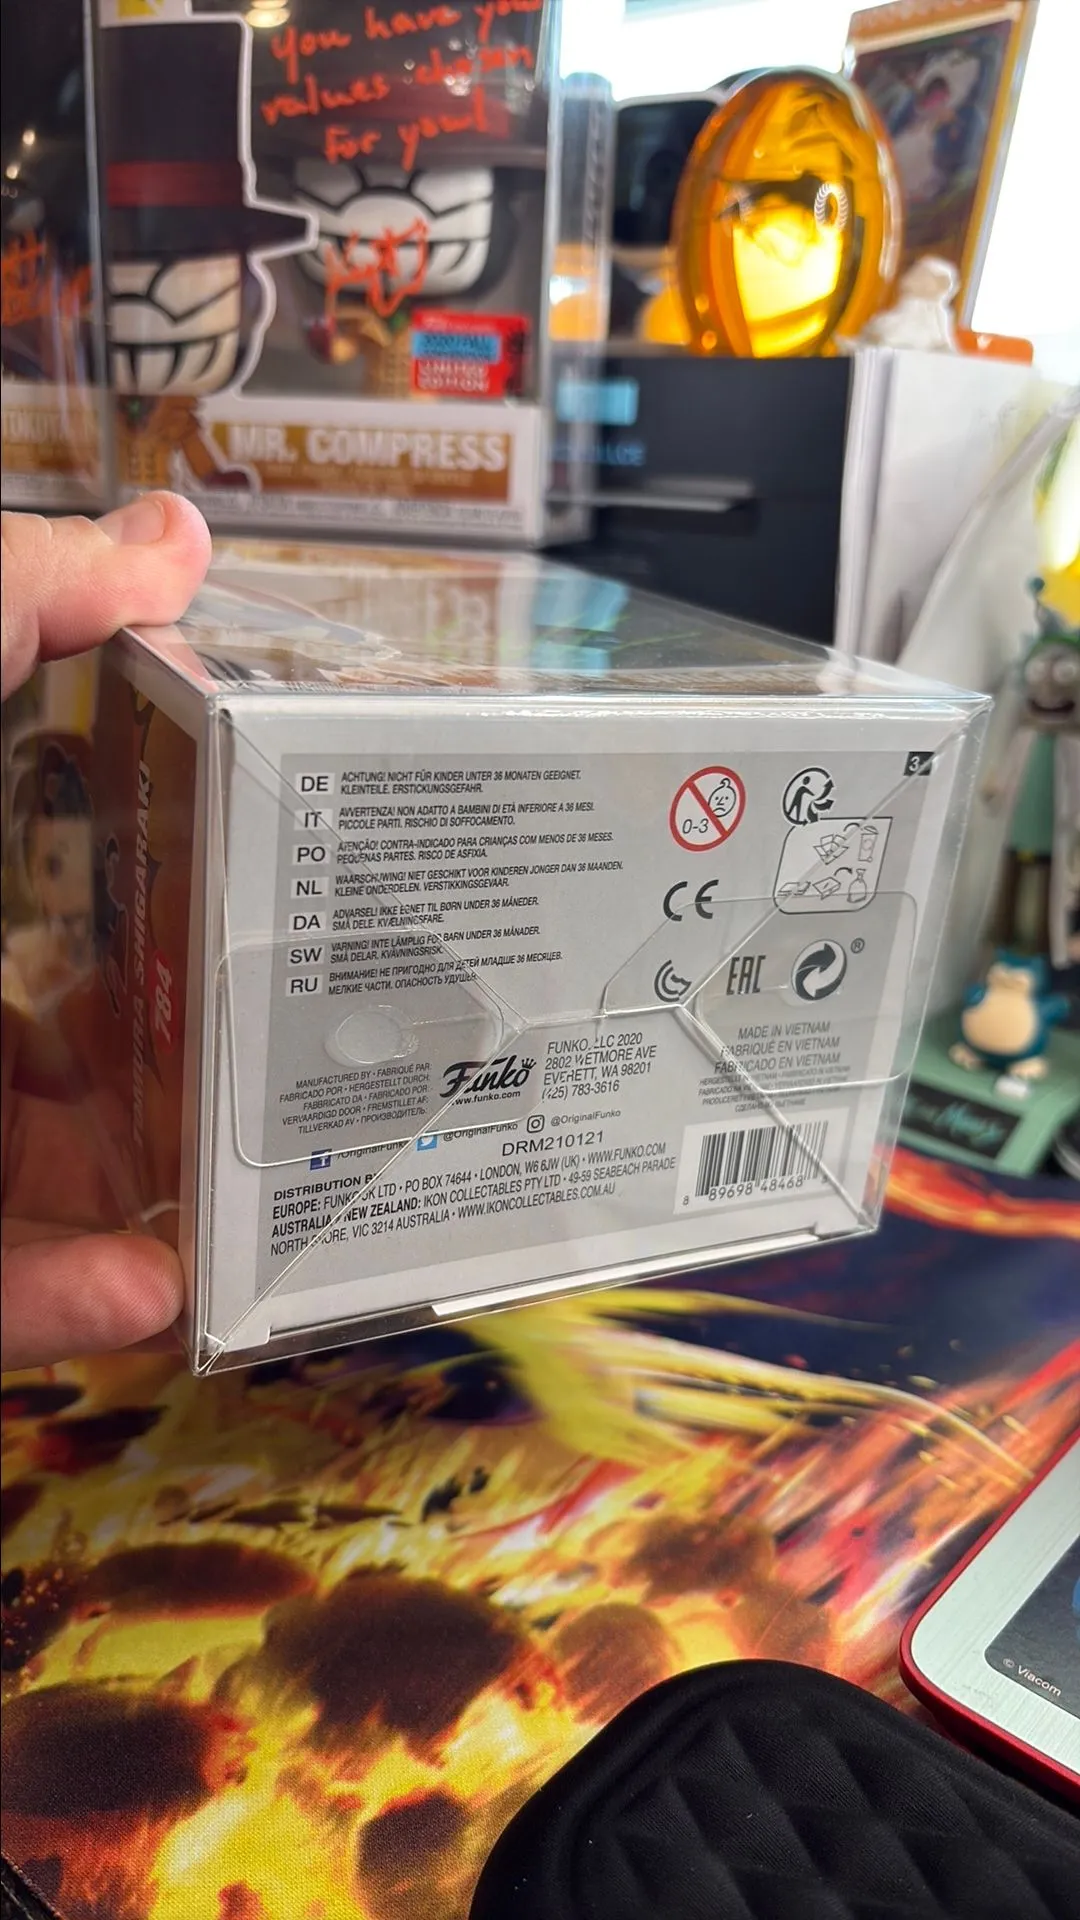 You have your
values chosen
for you!
LIMITED
EDITION
MR. COMPRESS
TOMURA SHIGARAKI
784
3
DE ACHTUNG! NICHT FÜR KINDER UNTER 36 MONATEN GEEIGNET.
KLEINTEILE. ERSTICKUNGSGEFAHR.
IT AVVERTENZA! NON ADATTO A BAMBINI DI ETÀ INFERIORE A 36 MESI.
PICCOLE PARTI. RISCHIO DI SOFFOCAMENTO.
PO ATENÇÃO! CONTRA-INDICADO PARA CRIANÇAS COM MENOS DE 36 MESES.
PEQUENAS PARTES. RISCO DE ASFIXIA.
NL WAARSCHUWING! NIET GESCHIKT VOOR KINDEREN JONGER DAN 36 MAANDEN.
KLEINE ONDERDELEN. VERSTIKKINGSGEVAAR.
DA ADVARSEL! IKKE EGNET TIL BØRN UNDER 36 MÅNEDER.
SMÅ DELE. KVÆLNINGSFARE.
SW VARNING! INTE LÄMPLIG FÖR BARN UNDER 36 MÅNADER.
SMÅ DELAR. KVÄVNINGSRISK.
RU ВНИМАНИЕ! НЕ ПРИГОДНО ДЛЯ ДЕТЕЙ МЛАДШЕ 36 МЕСЯЦЕВ.
МЕЛКИЕ ЧАСТИ. ОПАСНОСТЬ УДУШЬЯ.
0-3
CE
EAC
®
MANUFACTURED BY • FABRIQUÉ PAR:
FABRICADO POR • HERGESTELLT DURCH:
FABBRICATO DA • FABRICADO POR:
VERVAARDIGD DOOR • FREMSTILLET AF:
TILLVERKAD AV • ПРОИЗВОДИТЕЛЬ:
Funko
www.funko.com
FUNKO, LLC 2020
2802 WETMORE AVE
EVERETT, WA 98201
(425) 783-3616
MADE IN VIETNAM
FABRIQUÉ EN VIETNAM
FABRICADO EN VIETNAM
/OriginalFunko @OriginalFunko @OriginalFunko
DRM210121
DISTRIBUTION BY
EUROPE: FUNKO UK LTD • PO BOX 74644 • LONDON, W6 6JW (UK) • WWW.FUNKO.COM
AUSTRALIA / NEW ZEALAND: IKON COLLECTABLES PTY LTD • 49-59 SEABEACH PARADE
NORTH SHORE, VIC 3214 AUSTRALIA • WWW.IKONCOLLECTABLES.COM.AU
8 89698 48468
© Viacom